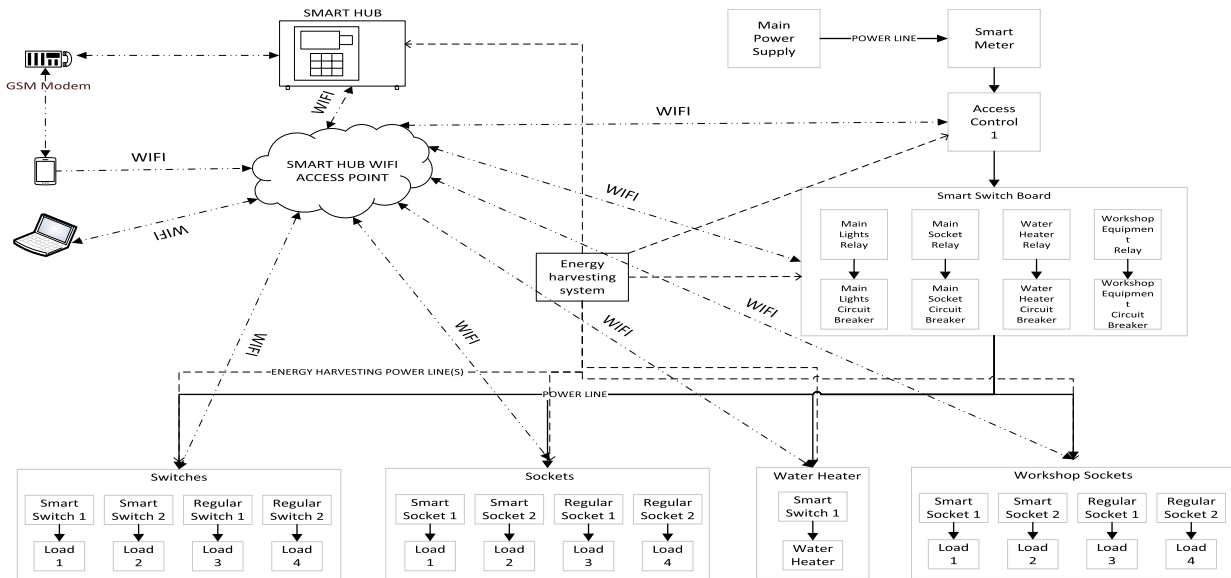 SMART HUB
Main
Power
Supply
POWER LINE
Smart
Meter
GSM Modem
WIFI
WIFI
Access
Control
1
WIFI
SMART HUB WIFI
ACCESS POINT
WIFI
WIFI
Smart Switch Board
Main
Lights
Relay
Main
Socket
Relay
Water
Heater
Relay
Workshop
Equipmen
t
Relay
Energy
harvesting
system
Main
Lights
Circuit
Breaker
Main
Socket
Circuit
Breaker
Water
Heater
Circuit
Breaker
Workshop
Equipmen
t
Circuit
Breaker
WIFI
WIFI
WIFI
WIFI
ENERGY HARVESTING POWER LINE(S)
POWER LINE
Switches
Smart
Switch 1
Smart
Switch 2
Regular
Switch 1
Regular
Switch 2
Load
1
Load
2
Load
3
Load
4
Sockets
Smart
Socket 1
Smart
Socket 2
Regular
Socket 1
Regular
Socket 2
Load
1
Load
2
Load
3
Load
4
Water Heater
Smart
Switch 1
Water
Heater
Workshop Sockets
Smart
Socket 1
Smart
Socket 2
Regular
Socket 1
Regular
Socket 2
Load
1
Load
2
Load
3
Load
4